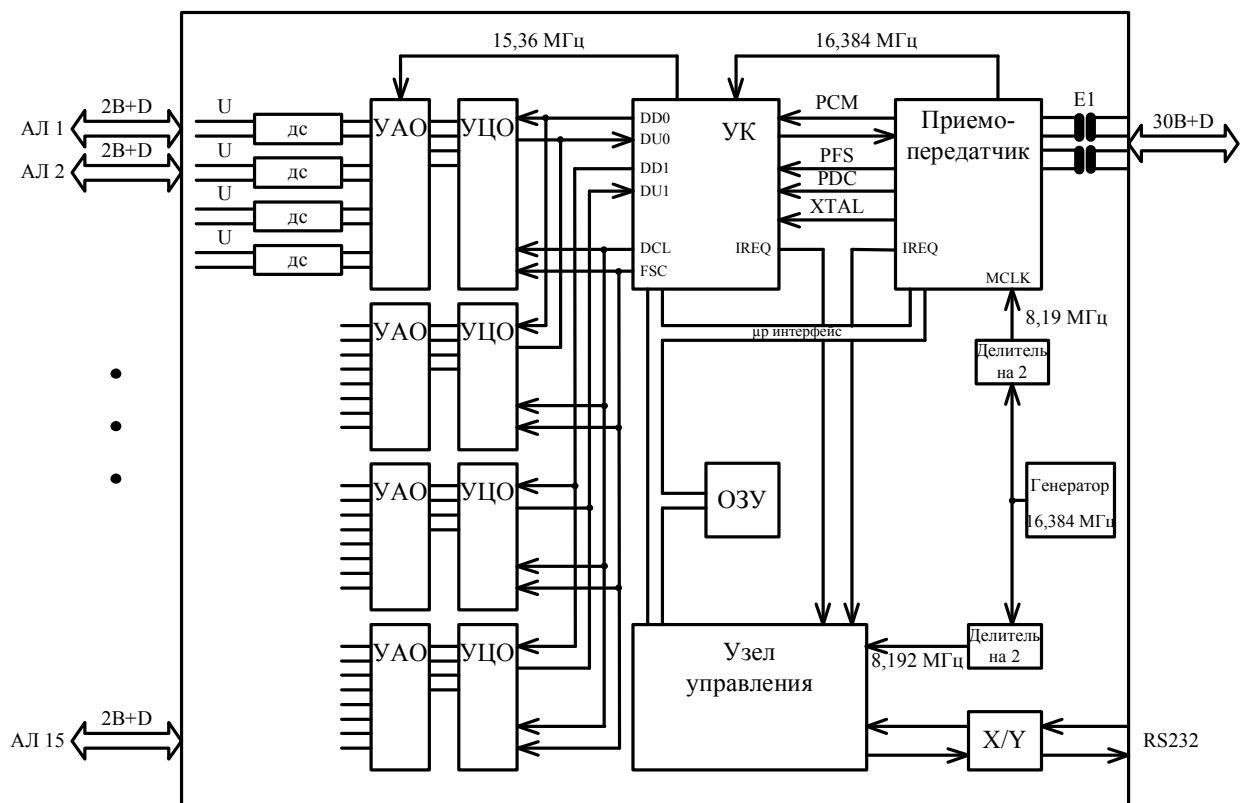 15,36 МГц
16,384 МГц
2B+D
АЛ 1
2B+D
АЛ 2
U
дс
U
дс
U
дс
U
дс
УАО
УЦО
DD0
DU0
DD1
DU1
DCL
FSC
УК
IREQ
PCM
PFS
PDC
XTAL
Приемо-
передатчик
IREQ
MCLK
E1
30B+D
8,19 МГц
µp интерфейс
Делитель
на 2
УАО
УЦО
УАО
УЦО
ОЗУ
Генератор
16,384 МГц
УАО
УЦО
Узел
управления
8,192 МГц
Делитель
на 2
2B+D
АЛ 15
X/Y
RS232